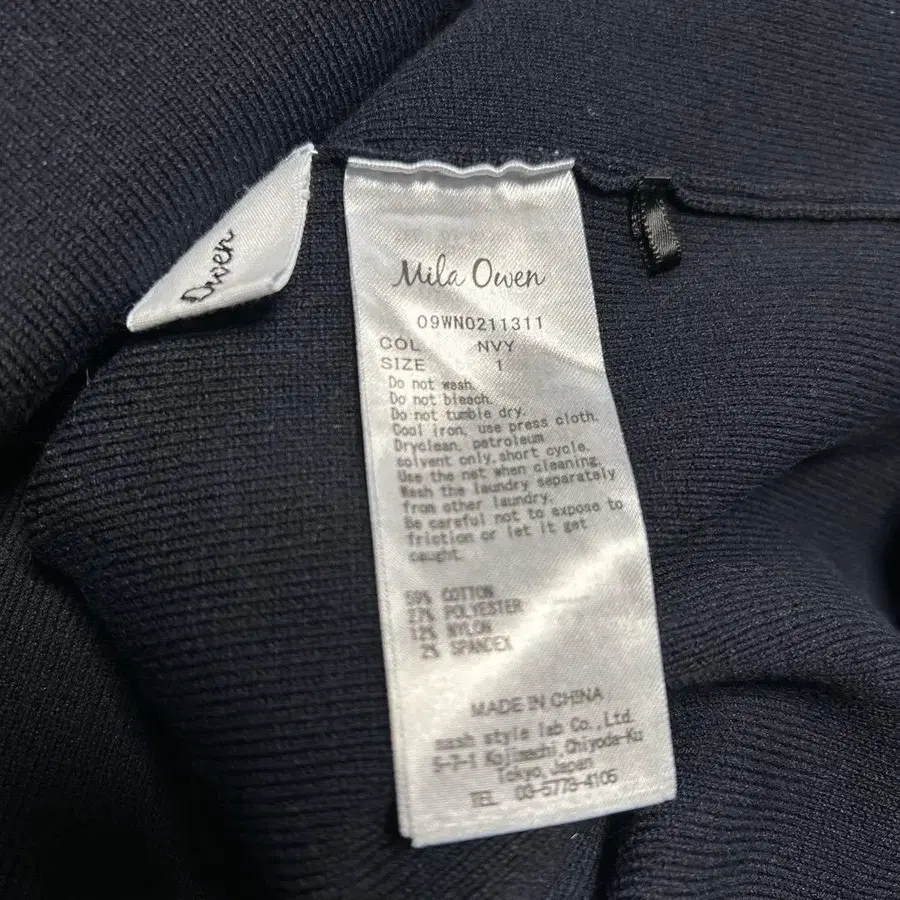 Owen
Mila Owen
09WN0211311
COL NVY
SIZE 1
Do not wash.
Do not bleach.
Do not tumble dry.
Cool iron, use press cloth.
Dryclean, petroleum
solvent only,short cycle.
Use the net when cleaning.
Wash the laundry separately
from other laundry.
Be careful not to expose to
friction or let it get
caught.
59% COTTON
27% POLYESTER
12% NYLON
2% SPANDEX
MADE IN CHINA
mash style lab Co.,Ltd.
5-7-1 Kojimachi,Chiyoda-Ku
Tokyo,Japan
TEL 03-5778-4105